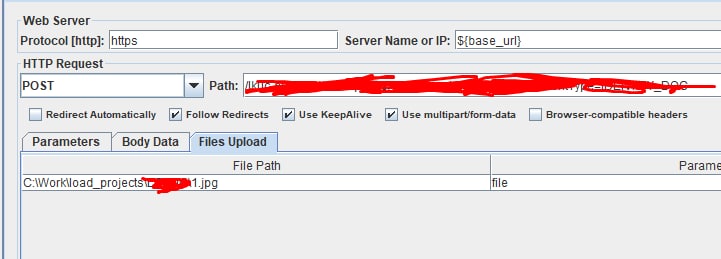 Web Server
Protocol [http]: https Server Name or IP: ${base_url}
HTTP Request
POST Path:
Redirect Automatically Follow Redirects Use KeepAlive Use multipart/form-data Browser-compatible headers
Parameters Body Data Files Upload
File Path Parame
C:\Work\load_projects\ 1.jpg file